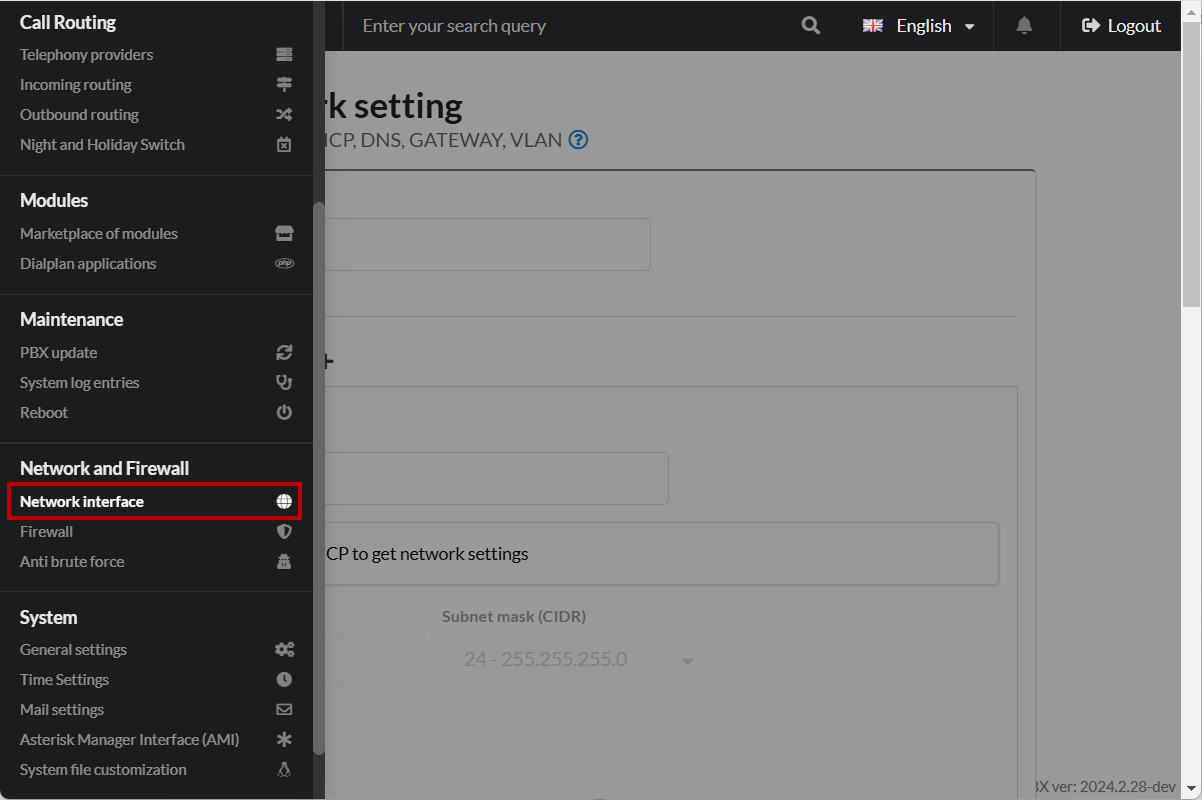 Call Routing
Telephony providers
Incoming routing
Outbound routing
Night and Holiday Switch
Modules
Marketplace of modules
Dialplan applications
php
Maintenance
PBX update
System log entries
Reboot
Network and Firewall
Network interface
Firewall
Anti brute force
System
General settings
Time Settings
Mail settings
Asterisk Manager Interface (AMI)
System file customization
Enter your search query
English
Logout
k setting
CP, DNS, GATEWAY, VLAN
CP to get network settings
Subnet mask (CIDR)
24 - 255.255.255.0
BX ver: 2024.2.28-dev